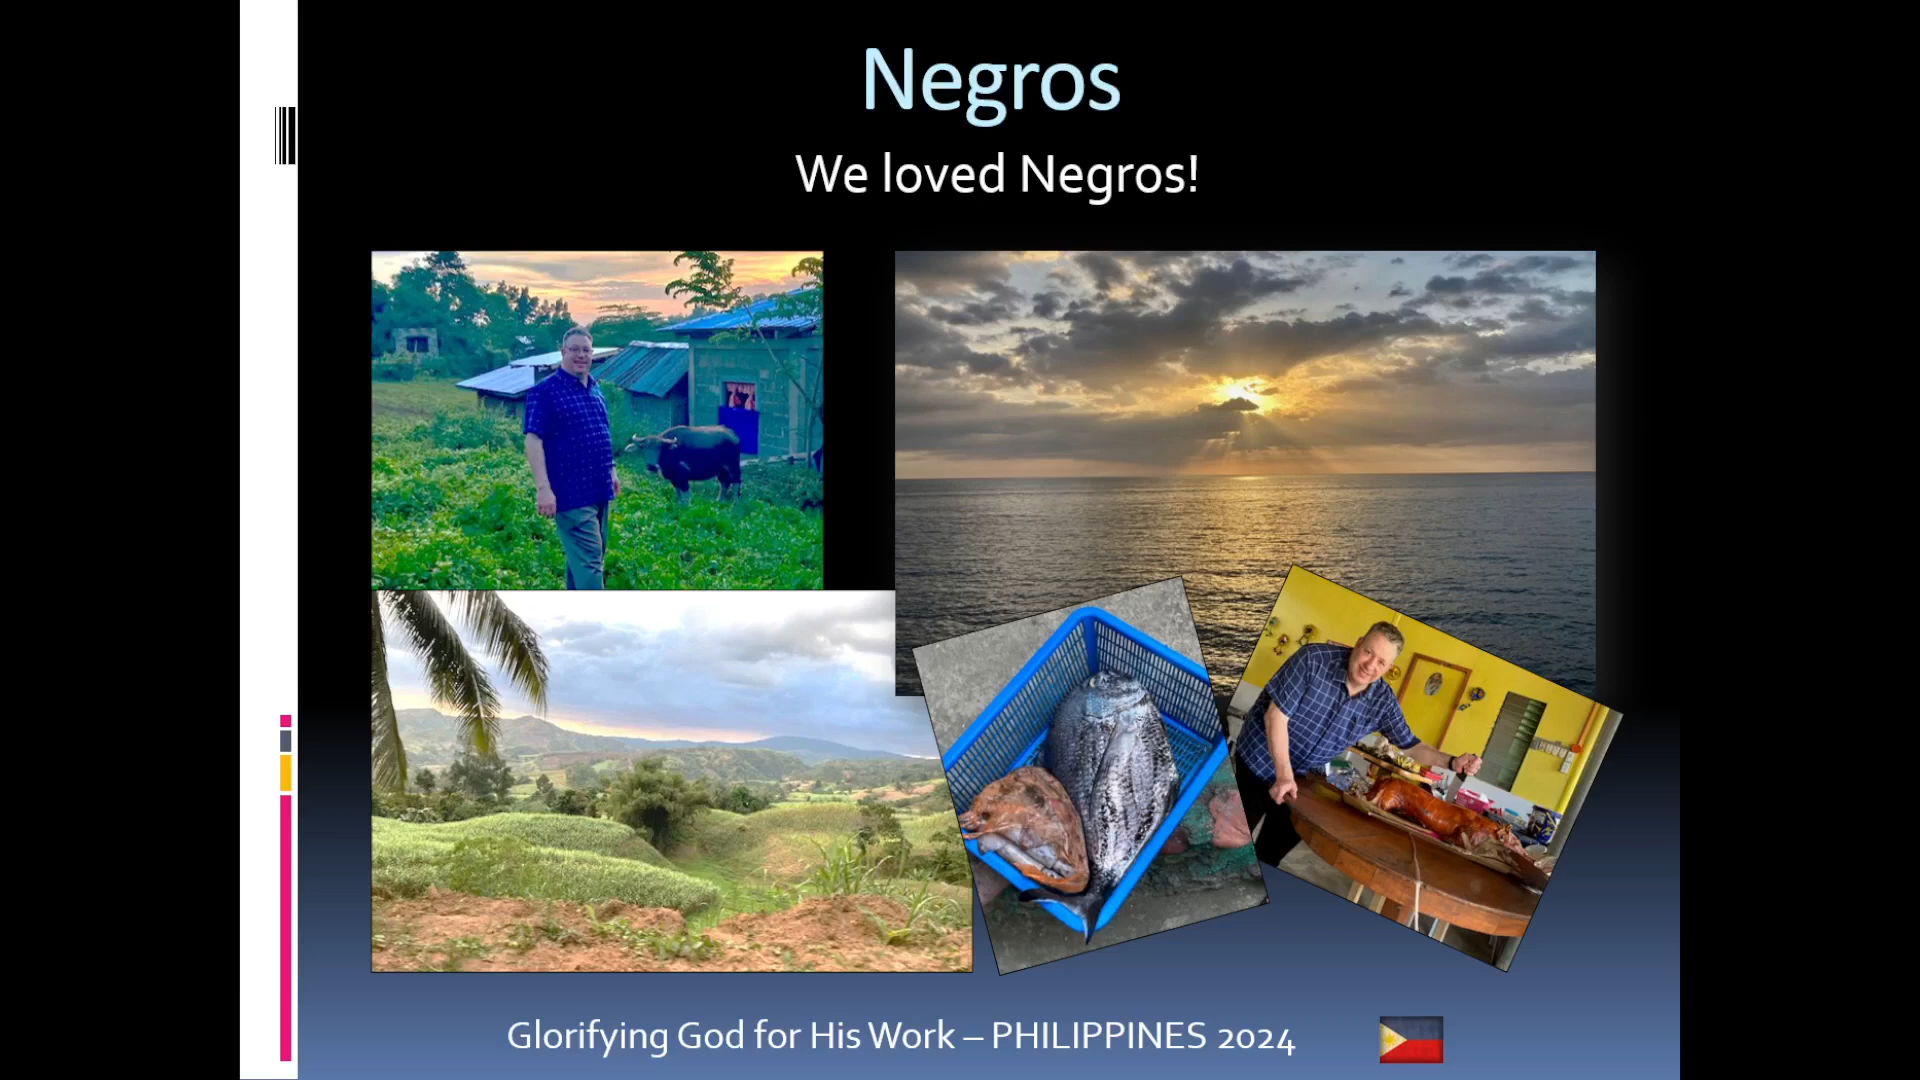 Negros
We loved Negros!
Glorifying God for His Work – PHILIPPINES 2024